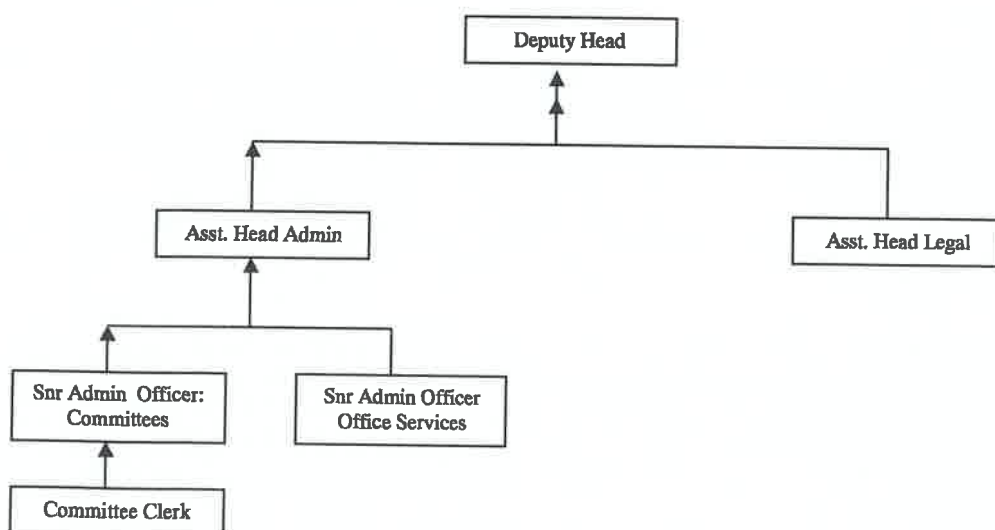 Deputy Head
Asst. Head Admin
Asst. Head Legal
Snr Admin Officer:
Committees
Snr Admin Officer
Office Services
Committee Clerk